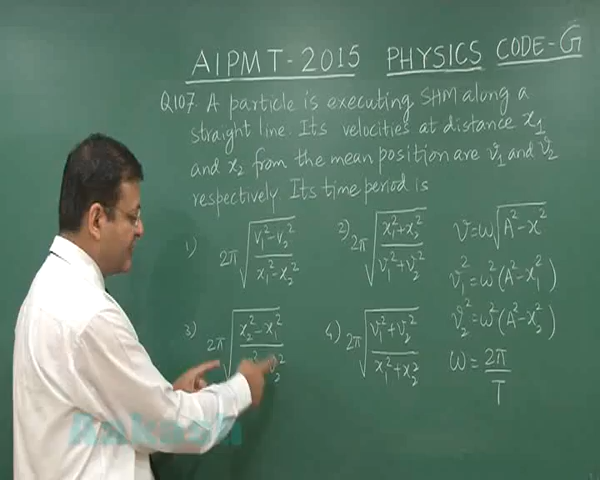 AIPMT-2015 PHYSICS CODE-G
Q107. A particle is executing SHM along a
straight line. Its velocities at distance x₁
and x₂ from the mean position are v₁ and v₂
respectively. Its time period is
1) 2π√((v₁²-v₂²)/(x₁²-x₂²))
2) 2π√((x₁²+x₂²)/(v₁²+v₂²))
v=ω√(A²-x²)
v₁²=ω²(A²-x₁²)
v₂²=ω²(A²-x₂²)
3) 2π√((x₂²-x₁²)/(v₂²))
4) 2π√((v₁²+v₂²)/(x₁²+x₂²))
ω=2π/T
Aakash